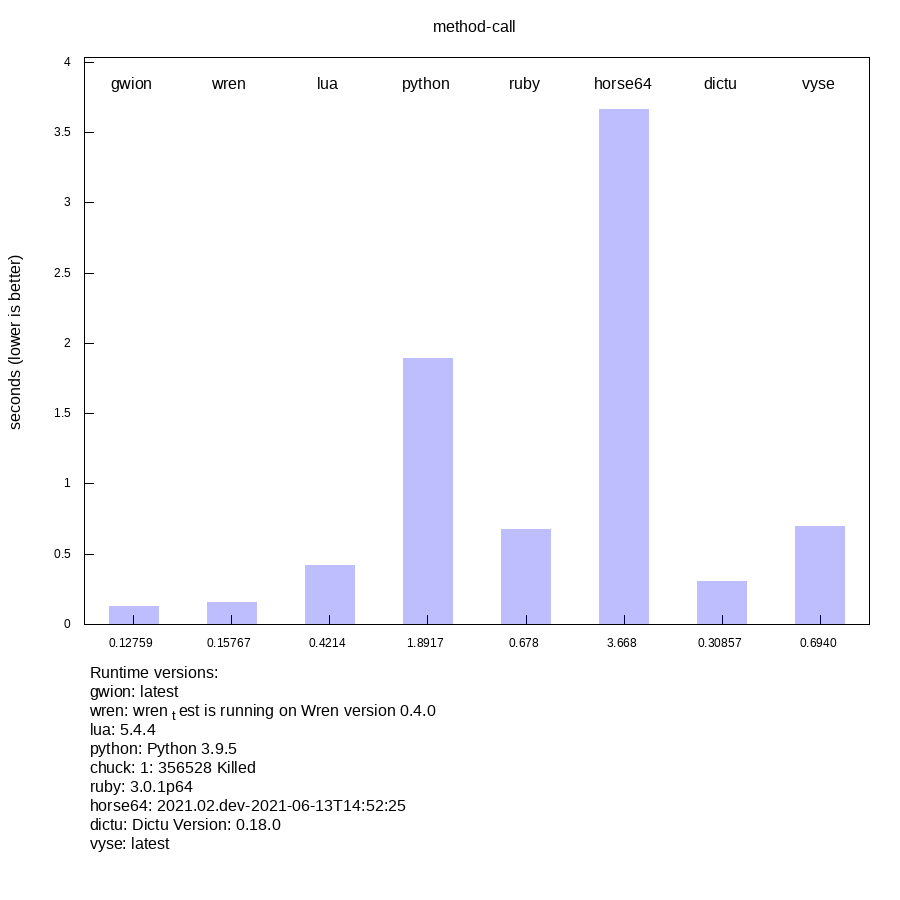 method-call
4
gwion wren lua python ruby horse64 dictu vyse
3.5
3
2.5
2
1.5
1
0.5
0
seconds (lower is better)
0.12759 0.15767 0.4214 1.8917 0.678 3.668 0.30857 0.6940
Runtime versions:
gwion: latest
wren: wren test is running on Wren version 0.4.0
lua: 5.4.4
python: Python 3.9.5
chuck: 1: 356528 Killed
ruby: 3.0.1p64
horse64: 2021.02.dev-2021-06-13T14:52:25
dictu: Dictu Version: 0.18.0
vyse: latest